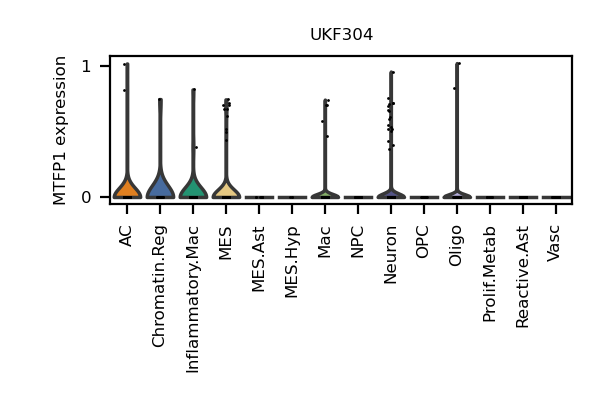 UKF304
MTFP1 expression
1
0
AC
Chromatin.Reg
Inflammatory.Mac
MES
MES.Ast
MES.Hyp
Mac
NPC
Neuron
OPC
Oligo
Prolif.Metab
Reactive.Ast
Vasc